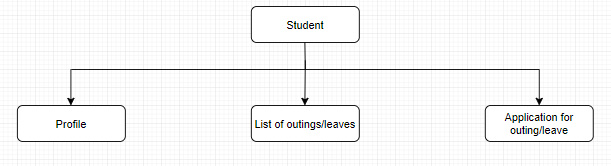 Student
Profile
List of outings/leaves
Application for
outing/leave